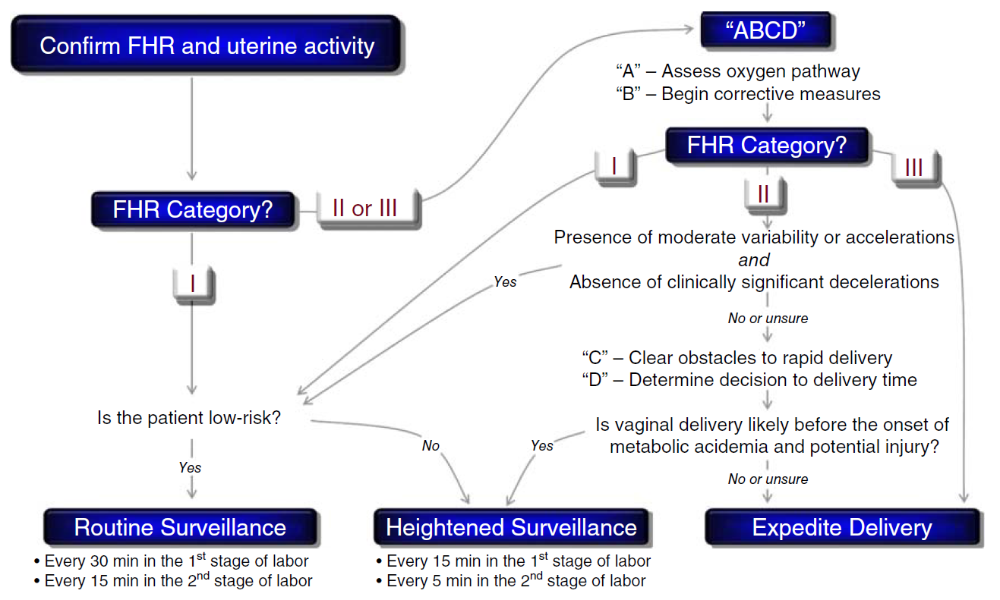 Confirm FHR and uterine activity
FHR Category?
II or III
I
Is the patient low-risk?
Yes
No
Routine Surveillance
• Every 30 min in the 1st stage of labor
• Every 15 min in the 2nd stage of labor
“ABCD”
“A” – Assess oxygen pathway
“B” – Begin corrective measures
FHR Category?
I
II
III
Presence of moderate variability or accelerations
and
Absence of clinically significant decelerations
Yes
No or unsure
“C” – Clear obstacles to rapid delivery
“D” – Determine decision to delivery time
Is vaginal delivery likely before the onset of
metabolic acidemia and potential injury?
Yes
No or unsure
Heightened Surveillance
• Every 15 min in the 1st stage of labor
• Every 5 min in the 2nd stage of labor
Expedite Delivery